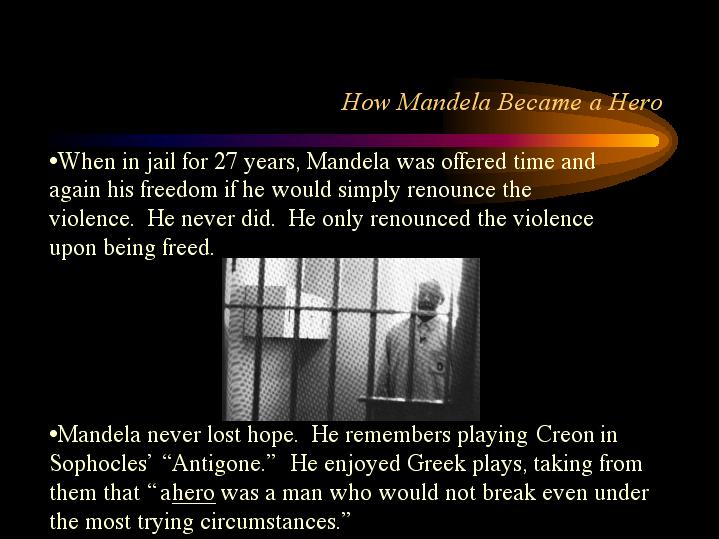 How Mandela Became a Hero
•When in jail for 27 years, Mandela was offered time and
again his freedom if he would simply renounce the
violence.  He never did.  He only renounced the violence
upon being freed.
•Mandela never lost hope.  He remembers playing Creon in
Sophocles’ “Antigone.”  He enjoyed Greek plays, taking from
them that “ahero was a man who would not break even under
the most trying circumstances.”